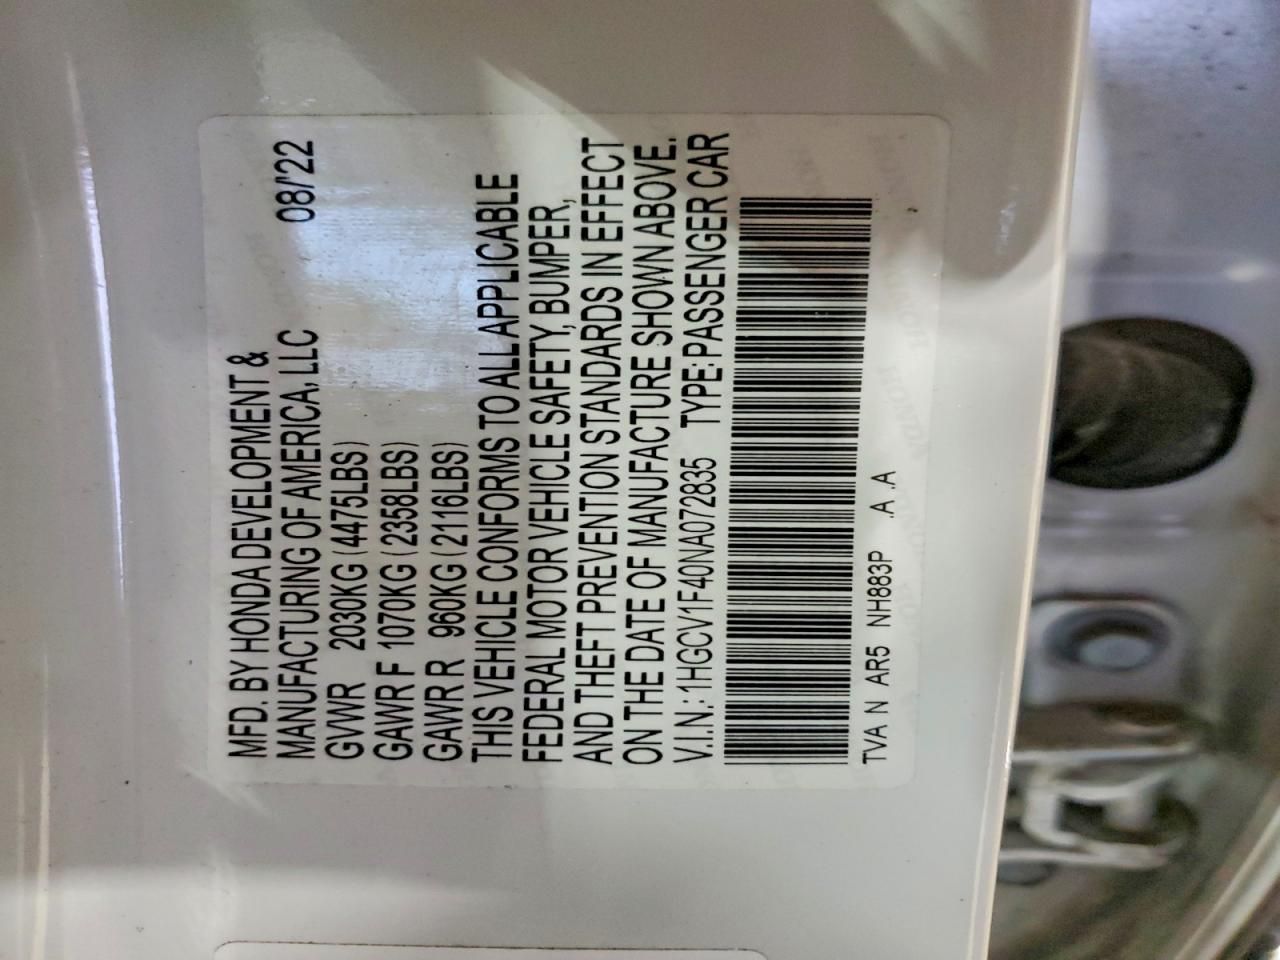 MFD. BY HONDA DEVELOPMENT &
MANUFACTURING OF AMERICA, LLC 08/'22
GVWR 2030KG (4475LBS)
GAWR F 1070KG (2358LBS)
GAWR R 960KG (2116LBS)
THIS VEHICLE CONFORMS TO ALL APPLICABLE
FEDERAL MOTOR VEHICLE SAFETY, BUMPER,
AND THEFT PREVENTION STANDARDS IN EFFECT
ON THE DATE OF MANUFACTURE SHOWN ABOVE.
V.I.N.: 1HGCV1F40NA072835 TYPE: PASSENGER CAR
TVA N AR5 NH883P .A .A .